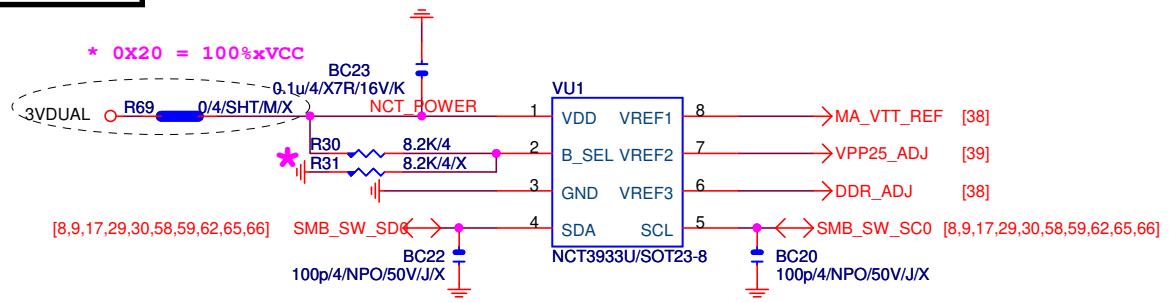 * 0X20 = 100%xVCC
BC23
0.1u/4/X7R/16V/K
VU1
3VDUAL R69 0/4/SHT/M/X NCT_POWER 1 VDD VREF1 8 MA_VTT_REF [38]
R30 8.2K/4 2 B_SEL VREF2 7 VPP25_ADJ [39]
* R31 8.2K/4/X
3 GND VREF3 6 DDR_ADJ [38]
[8,9,17,29,30,58,59,62,65,66] SMB_SW_SD0 4 SDA SCL 5 SMB_SW_SC0 [8,9,17,29,30,58,59,62,65,66]
BC22 NCT3933U/SOT23-8 BC20
100p/4/NPO/50V/J/X 100p/4/NPO/50V/J/X